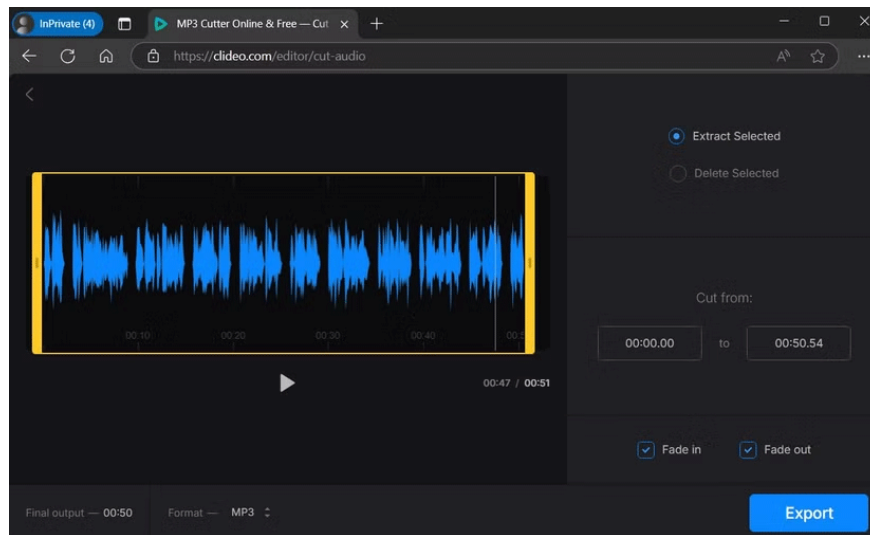 InPrivate (4)
MP3 Cutter Online & Free — Cut
https://clideo.com/editor/cut-audio
Extract Selected
Delete Selected
00:10 00:20 00:30 00:40
00:47 / 00:51
Cut from:
00:00.00 to 00:50.54
Fade in Fade out
Final output — 00:50 Format — MP3
Export